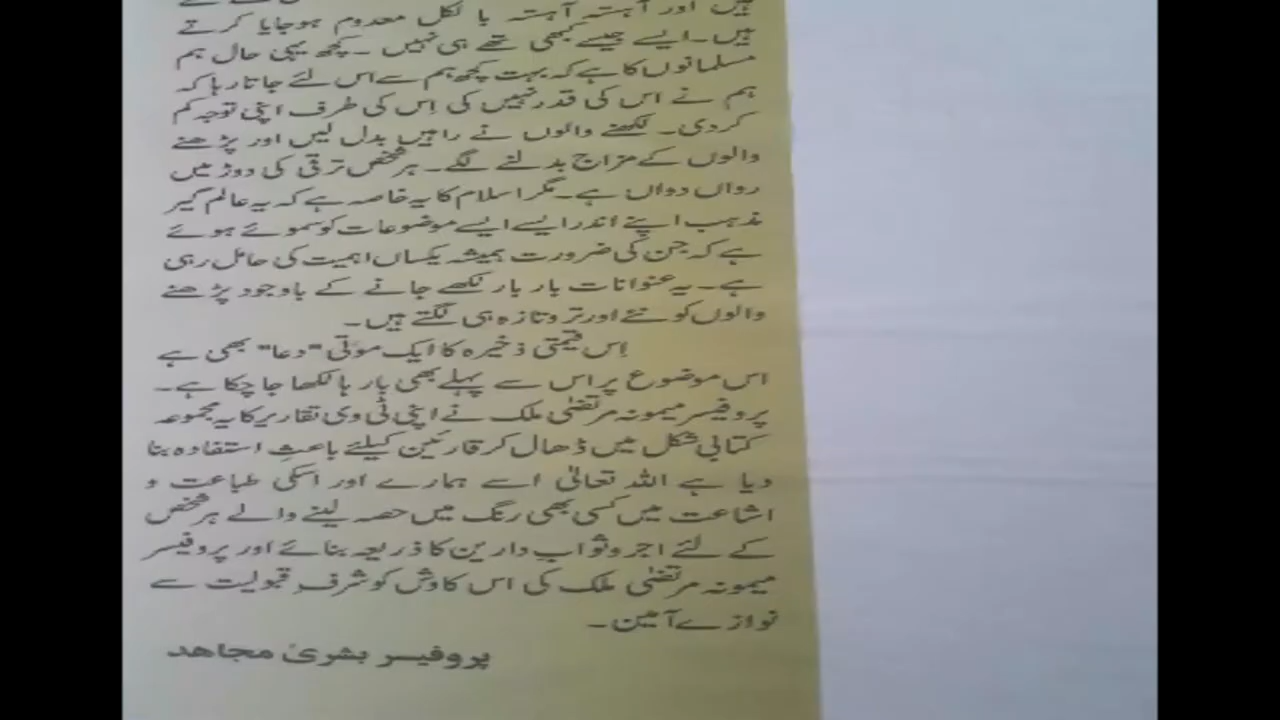 ہیں اور آہستہ آہستہ بالکل معدوم ہوجایا کرتے
ہیں۔ ایسے جیسے کبھی تھے ہی نہیں۔ کچھ یہی حال ہم
مسلمانوں کا ہے کہ بہت کچھ ہم سے اس لئے جاتا رہا کہ
ہم نے اس کی قدر نہیں کی اِس کی طرف اپنی توجہ کم
کردی۔ لکھنے والوں نے راہیں بدل لیں اور پڑھنے
والوں کے مزاج بدلنے لگے۔ ہر شخص ترقی کی دوڑ میں
رواں دواں ہے۔ مگر اسلام کا یہ خاصہ ہے کہ یہ عالم گیر
مذہب اپنے اندر ایسے ایسے موضوعات کو سموئے ہوئے
ہے کہ جن کی ضرورت ہمیشہ یکساں اہمیت کی حامل رہی
ہے۔ یہ عنوانات بار بار لکھے جانے کے باوجود پڑھنے
والوں کو نئے اور تر و تازہ ہی لگتے ہیں۔
اِس قیمتی ذخیرہ کا ایک موتی "دعا" بھی ہے
اس موضوع پر اس سے پہلے بھی بارہا لکھا جا چکا ہے۔
پروفیسر میمونہ مرتضٰی ملک نے اپنی ٹی وی تقاریر کا یہ مجموعہ
کتابی شکل میں ڈھال کر قارئین کیلئے باعثِ استفادہ بنا
دیا ہے اللہ تعالیٰ اسے ہمارے اور اسکی طباعت و
اشاعت میں کسی بھی رنگ میں حصہ لینے والے ہر شخص
کے لئے اجر وثواب دارین کا ذریعہ بنائے اور پروفیسر
میمونہ مرتضٰی ملک کی اس کاوش کو شرفِ قبولیت سے
نوازے آمین۔
پروفیسر بشریٰ مجاھد